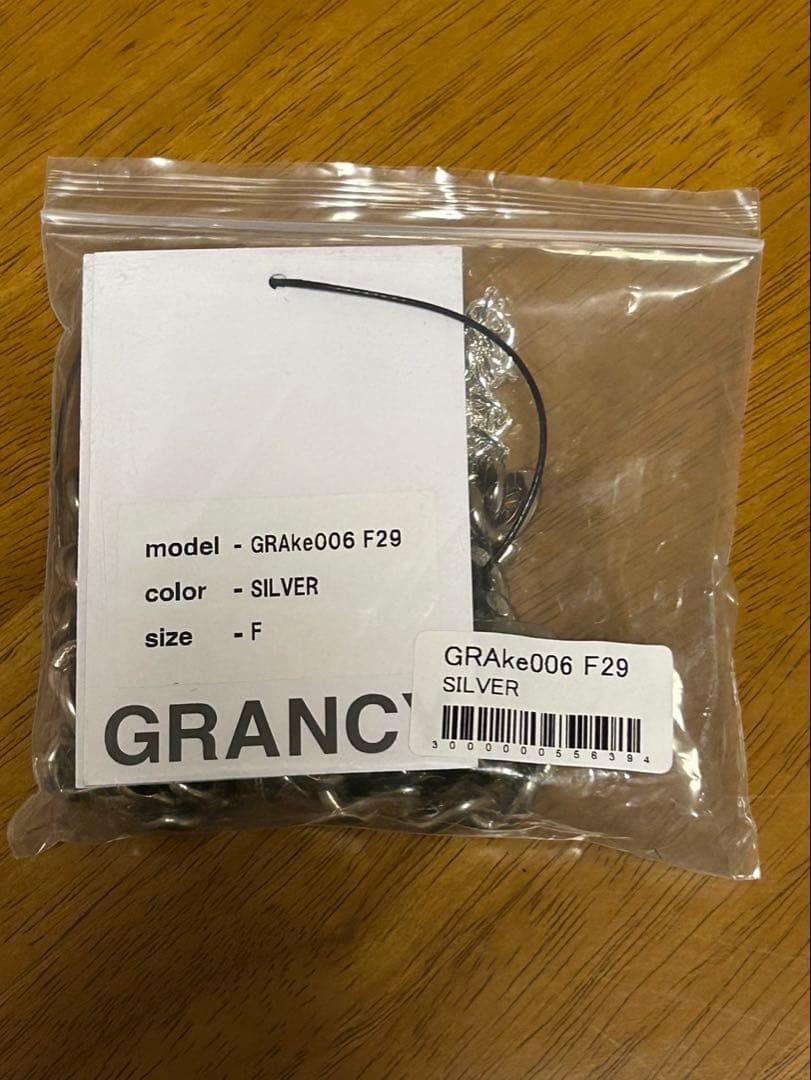 model - GRAke006 F29
color - SILVER
size - F
GRANCY
GRAke006 F29
SILVER
3000000556394